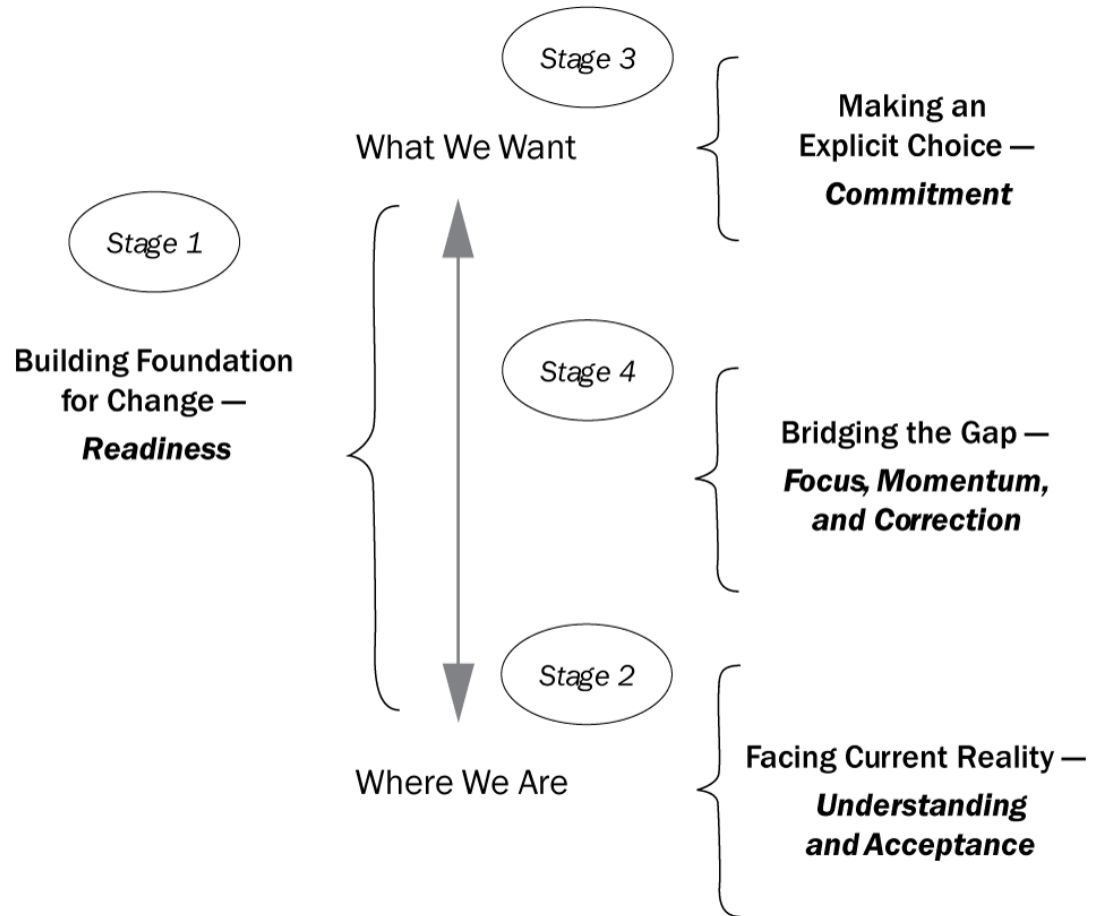 Stage 3
What We Want
Making an
Explicit Choice —
Commitment
Stage 1
Building Foundation
for Change —
Readiness
Stage 4
Bridging the Gap —
Focus, Momentum,
and Correction
Stage 2
Where We Are
Facing Current Reality —
Understanding
and Acceptance